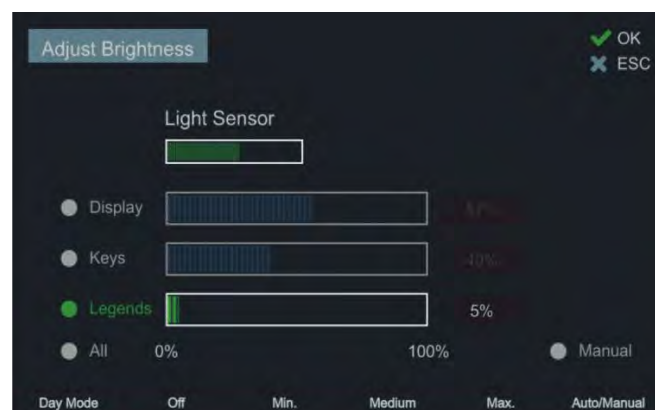 Adjust Brightness
OK
ESC
Light Sensor
Display
Keys 40%
Legends 5%
All 0% 100% Manual
Day Mode Off Min. Medium Max. Auto/Manual